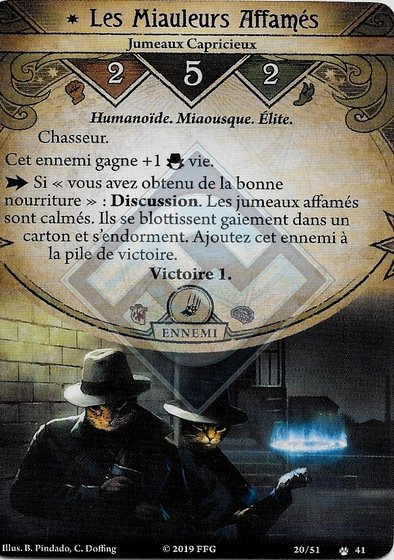 Les Miauleurs Affamés
Jumeaux Capricieux
2 5 2
Humanoïde. Miaousque. Élite.
Chasseur.
Cet ennemi gagne +1 vie.
Si « vous avez obtenu de la bonne
nourriture » : Discussion. Les jumeaux affamés
sont calmés. Ils se blottissent gaiement dans un
carton et s'endorment. Ajoutez cet ennemi à
la pile de victoire.
Victoire 1.
ENNEMI
Illus. B. Pindado, C. Doffing © 2019 FFG 20/51 41